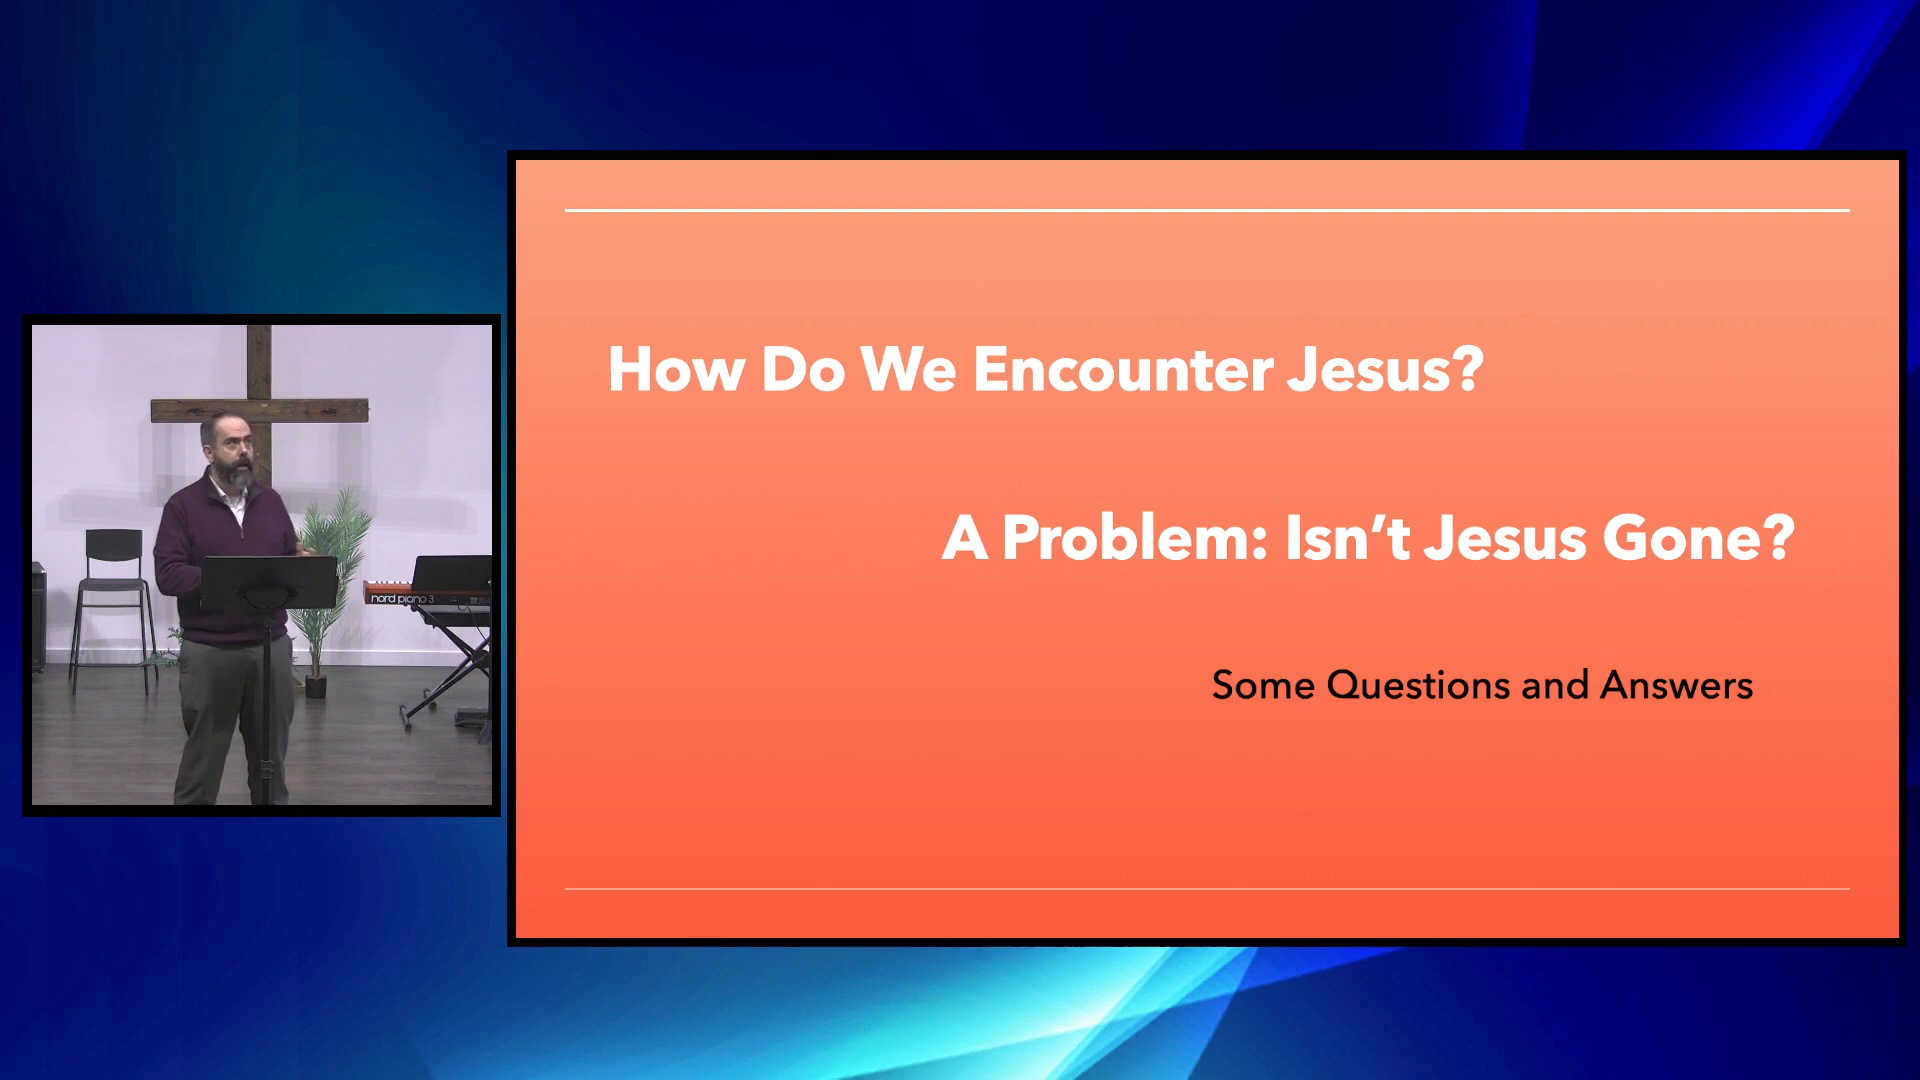 How Do We Encounter Jesus?
A Problem: Isn’t Jesus Gone?
Some Questions and Answers
nord piano 3